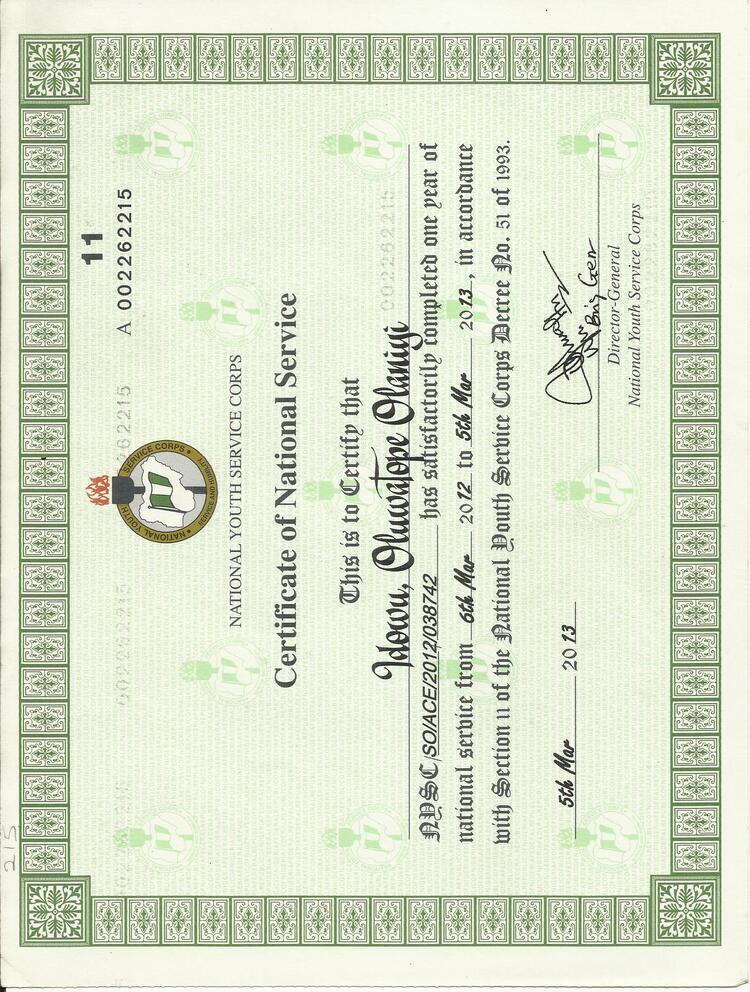 11
A 002262215
NATIONAL YOUTH SERVICE CORPS
SERVICE AND HUMILITY
NATIONAL YOUTH SERVICE CORPS
Certificate of National Service
This is to Certify that
Idowu, Oluwatope Olaniyi
NYSC/SO/ACE/2012/038742 has satisfactorily completed one year of
national service from 6th Mar 2012 to 5th Mar 2013, in accordance
with Section 11 of the National Youth Service Corps Decree No. 51 of 1993.
5th Mar 2013
Brig Gen
Director-General
National Youth Service Corps
002262215
215